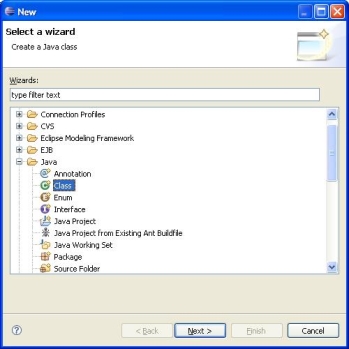 New
Select a wizard
Create a Java class
Wizards:
type filter text
Connection Profiles
CVS
Eclipse Modeling Framework
EJB
Java
Annotation
Class
Enum
Interface
Java Project
Java Project from Existing Ant Buildfile
Java Working Set
Package
Source Folder
< Back Next > Finish Cancel